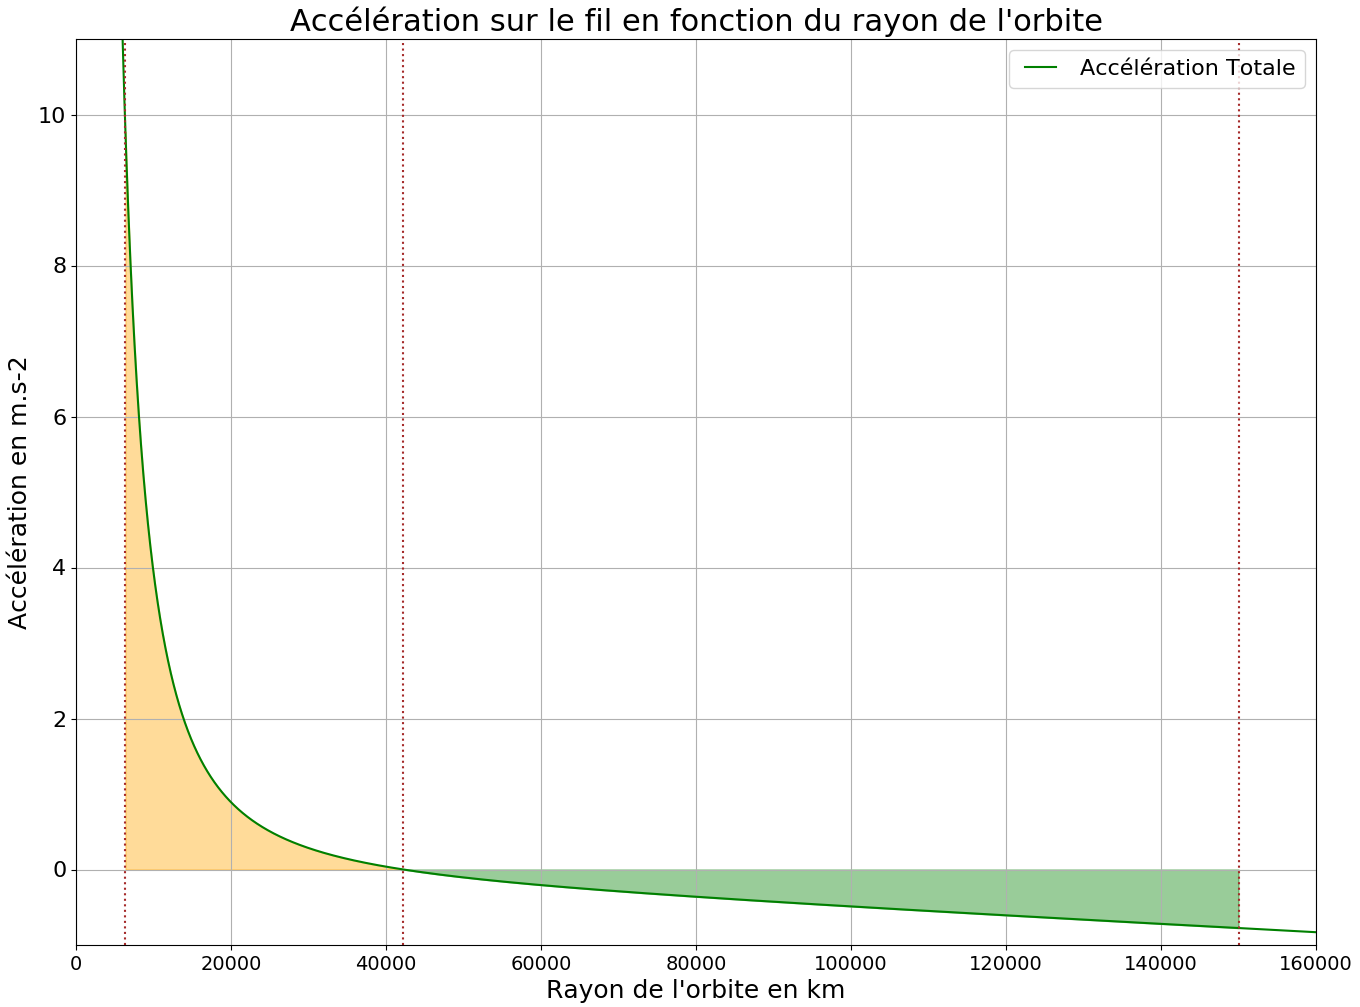 Accélération sur le fil en fonction du rayon de l'orbite
Accélération Totale
Accélération en m.s-2
10
8
6
4
2
0
0 20000 40000 60000 80000 100000 120000 140000 160000
Rayon de l'orbite en km